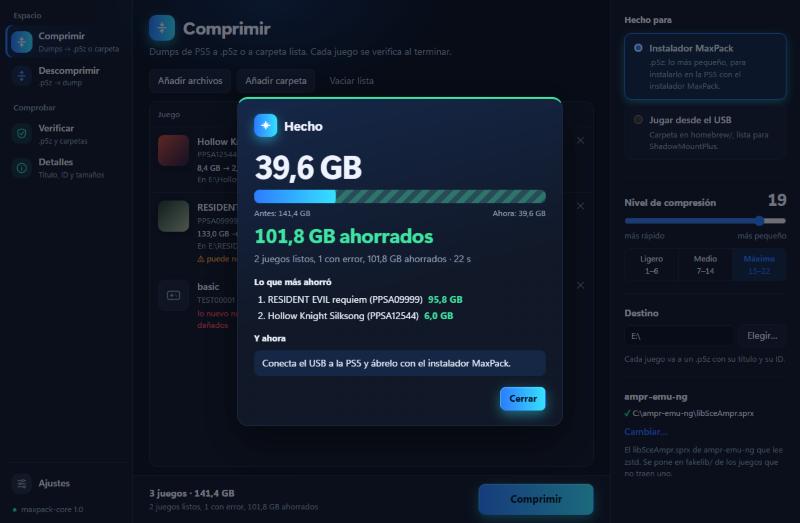 Espacio
Comprimir
Dumps de PS5 → .p5z o carpeta
Descomprimir
.p5z → dump
Comprobar
Verificar
.p5z y carpetas
Detalles
Título, ID y tamaños
Ajustes
maxpack-core 1.0
Comprimir
Dumps de PS5 a .p5z o a carpeta lista. Cada juego se verifica al terminar.
Añadir archivos
Añadir carpeta
Vaciar lista
Juego
Hollow K
PPSA12544
8,4 GB → 2,
En E:\Hollo
RESIDENT
PPSA09999
133,0 GB →
En E:\RESID
⚠ puede n
basic
TEST00001
lo nuevo no
dañados
Hecho
39,6 GB
Antes: 141,4 GB
Ahora: 39,6 GB
101,8 GB ahorrados
2 juegos listos, 1 con error, 101,8 GB ahorrados · 22 s
Lo que más ahorró
1. RESIDENT EVIL requiem (PPSA09999) 95,8 GB
2. Hollow Knight Silksong (PPSA12544) 6,0 GB
Y ahora
Conecta el USB a la PS5 y ábrelo con el instalador MaxPack.
Cerrar
3 juegos · 141,4 GB
2 juegos listos, 1 con error, 101,8 GB ahorrados
Comprimir
Hecho para
Instalador MaxPack
.p5z: lo más pequeño, para
instalarlo en la PS5 con el
instalador MaxPack.
Jugar desde el USB
Carpeta en homebrew/, lista para
ShadowMountPlus.
Nivel de compresión
19
más rápido
más pequeño
Ligero
1–6
Medio
7–14
Máximo
15–22
Destino
E:\
Elegir...
Cada juego va a un .p5z con su título y su ID.
ampr-emu-ng
✓ C:\ampr-emu-ng\libSceAmpr.sprx
Cambiar...
El libSceAmpr.sprx de ampr-emu-ng que lee
zstd. Se pone en fakelib/ de los juegos que
no traen uno.